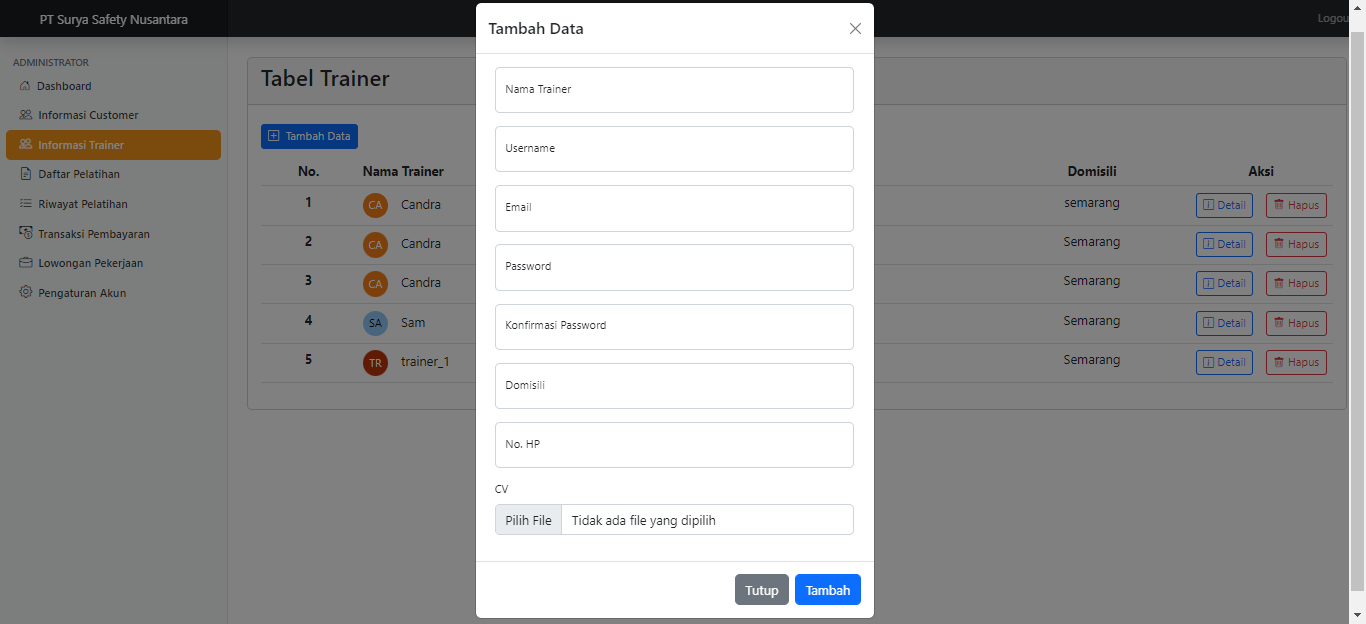 PT Surya Safety Nusantara
Logou
ADMINISTRATOR
Dashboard
Informasi Customer
Informasi Trainer
Daftar Pelatihan
Riwayat Pelatihan
Transaksi Pembayaran
Lowongan Pekerjaan
Pengaturan Akun
Tabel Trainer
Tambah Data
No. Nama Trainer Domisili Aksi
1 CA Candra semarang Detail Hapus
2 CA Candra Semarang Detail Hapus
3 CA Candra Semarang Detail Hapus
4 SA Sam Semarang Detail Hapus
5 TR trainer_1 Semarang Detail Hapus
Tambah Data
Nama Trainer
Username
Email
Password
Konfirmasi Password
Domisili
No. HP
CV
Pilih File Tidak ada file yang dipilih
Tutup Tambah